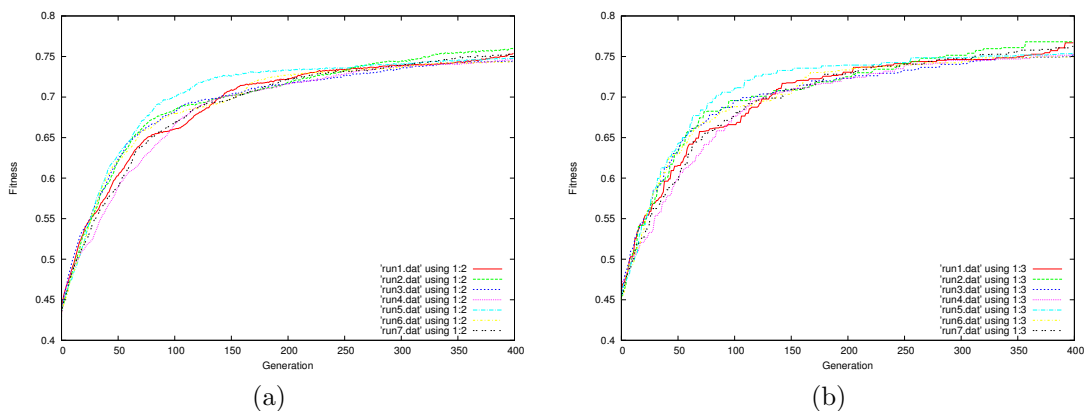 0.8
0.75
0.7
0.65
0.6
0.55
0.5
0.45
0.4
Fitness
'run1.dat' using 1:2
'run2.dat' using 1:2
'run3.dat' using 1:2
'run4.dat' using 1:2
'run5.dat' using 1:2
'run6.dat' using 1:2
'run7.dat' using 1:2
0 50 100 150 200 250 300 350 400
Generation
(a)
0.8
0.75
0.7
0.65
0.6
0.55
0.5
0.45
0.4
Fitness
'run1.dat' using 1:3
'run2.dat' using 1:3
'run3.dat' using 1:3
'run4.dat' using 1:3
'run5.dat' using 1:3
'run6.dat' using 1:3
'run7.dat' using 1:3
0 50 100 150 200 250 300 350 400
Generation
(b)